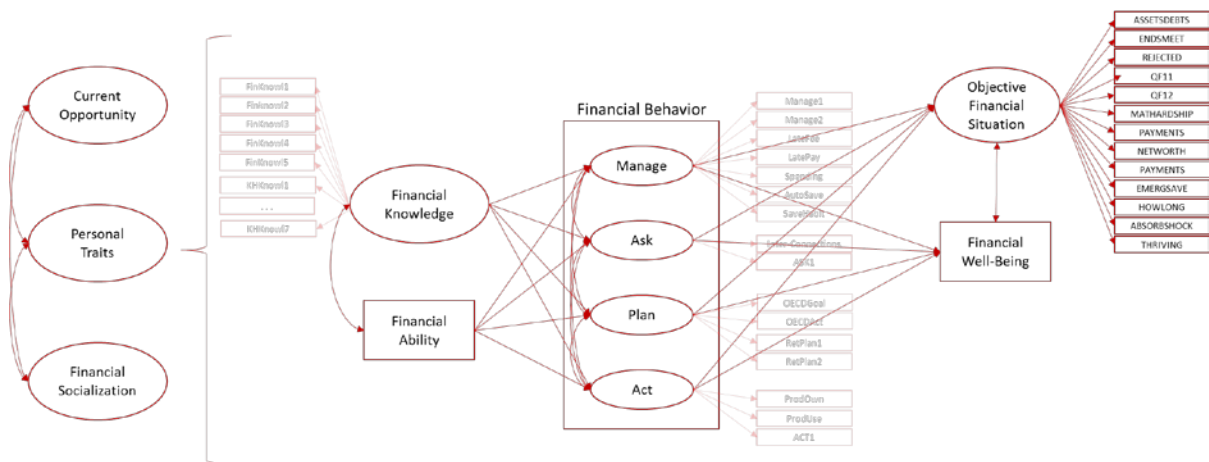 Current
Opportunity
Personal
Traits
Financial
Socialization
FinKnowl1
Finknowl2
FinKnowl3
FinKnowl4
FinKnowl5
KHKnowl1
...
KHKnowl7
Financial
Knowledge
Financial
Ability
Financial Behavior
Manage
Ask
Plan
Act
Manage1
Manage2
LateFee
LatePay
Spending
AutoSave
SaveHabit
Inter-Connections
ASK1
OECDGoal
OECDAct
RetPlan1
RetPlan2
ProdOwn
ProdUse
ACT1
Objective
Financial
Situation
Financial
Well-Being
ASSETSDEBTS
ENDSMEET
REJECTED
QF11
QF12
MATHARDSHIP
PAYMENTS
NETWORTH
PAYMENTS
EMERGSAVE
HOWLONG
ABSORBSHOCK
THRIVING